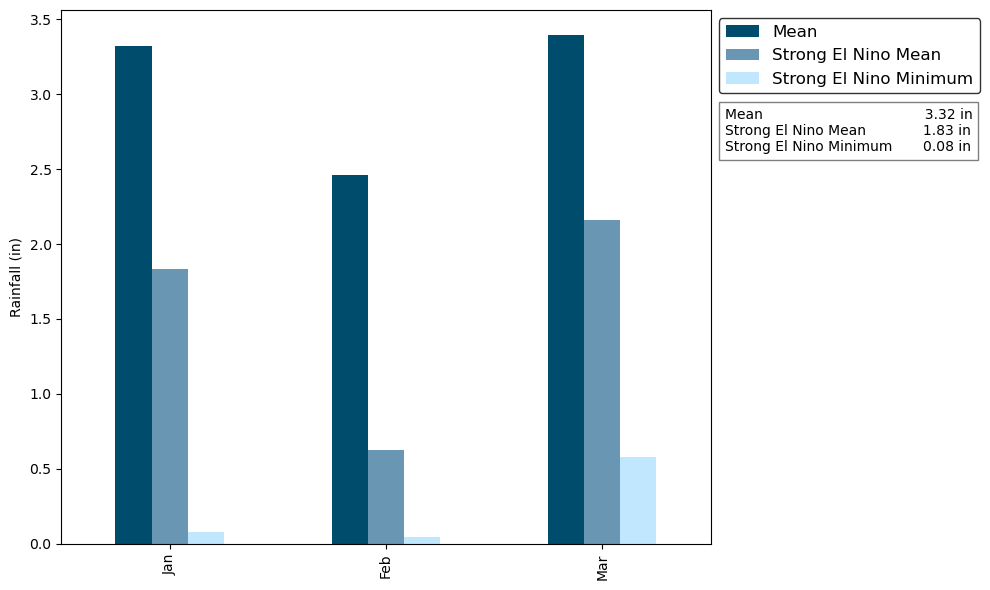 3.5
3.0
2.5
2.0
1.5
1.0
0.5
0.0
Rainfall (in)
Jan
Feb
Mar
Mean
Strong El Nino Mean
Strong El Nino Minimum
Mean 3.32 in
Strong El Nino Mean 1.83 in
Strong El Nino Minimum 0.08 in